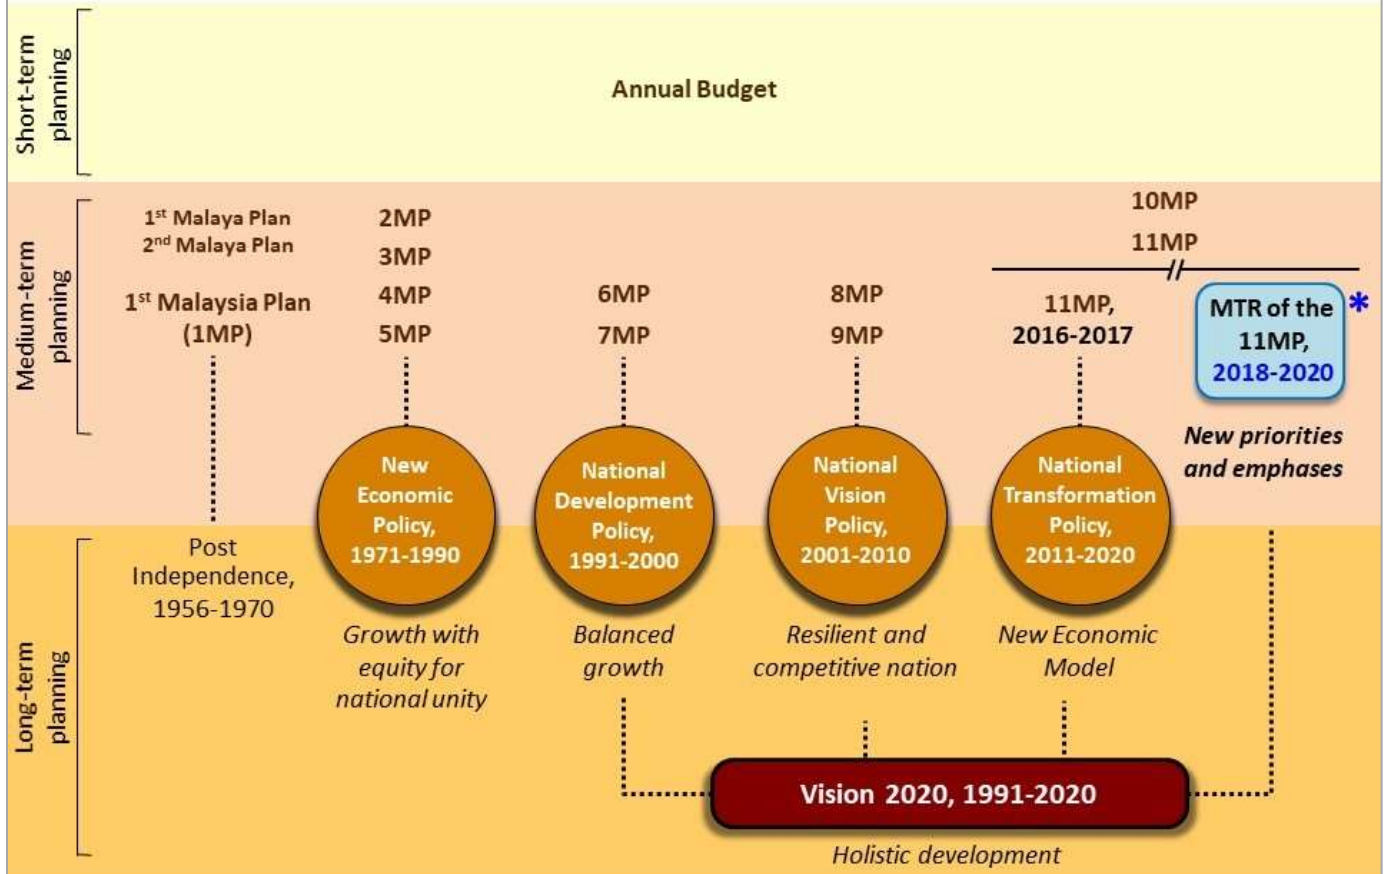 Short-term
planning
Annual Budget
Medium-term
planning
1st Malaya Plan
2nd Malaya Plan
1st Malaysia Plan
(1MP)
2MP
3MP
4MP
5MP
6MP
7MP
8MP
9MP
10MP
11MP
11MP,
2016-2017
MTR of the
11MP,
2018-2020
*
New priorities
and emphases
New
Economic
Policy,
1971-1990
National
Development
Policy,
1991-2000
National
Vision
Policy,
2001-2010
National
Transformation
Policy,
2011-2020
Long-term
planning
Post
Independence,
1956-1970
Growth with
equity for
national unity
Balanced
growth
Resilient and
competitive nation
New Economic
Model
Vision 2020, 1991-2020
Holistic development